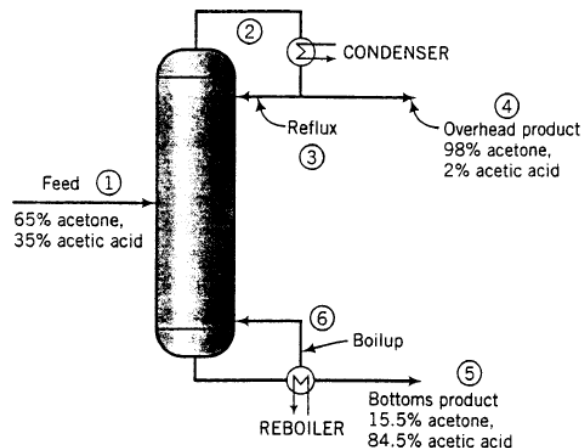 ②
CONDENSER
Reflux
③
④
Overhead product
98% acetone,
2% acetic acid
Feed ①
65% acetone,
35% acetic acid
⑥
Boilup
⑤
Bottoms product
15.5% acetone,
84.5% acetic acid
REBOILER